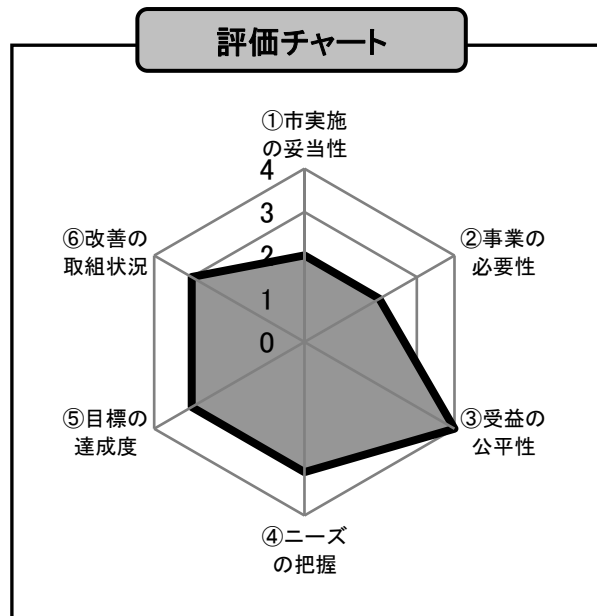 評価チャート
①市実施
の妥当性
4
3
2
1
0
②事業の
必要性
③受益の
公平性
④ニーズ
の把握
⑤目標の
達成度
⑥改善の
取組状況